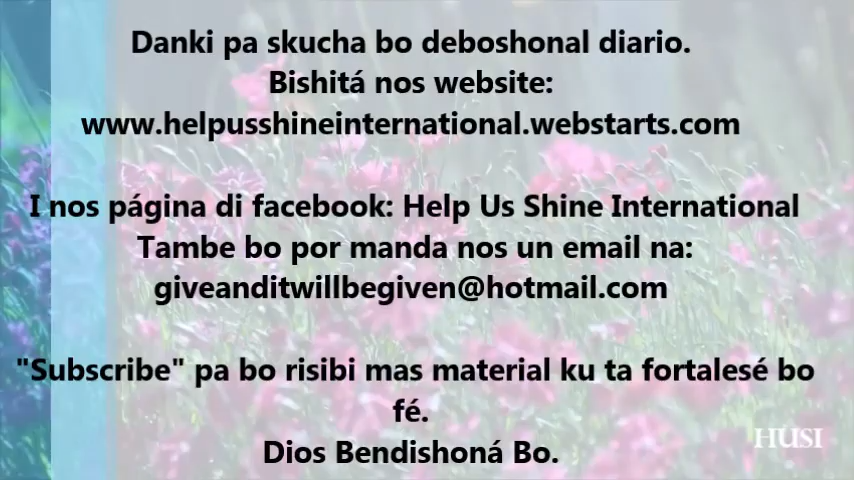 Danki pa skucha bo deboshonal diario.
Bishitá nos website:
www.helpusshineinternational.webstarts.com
I nos página di facebook: Help Us Shine International
Tambe bo por manda nos un email na:
giveanditwillbegiven@hotmail.com
"Subscribe" pa bo risibi mas material ku ta fortalesé bo
fé.
Dios Bendishoná Bo.
HUSI